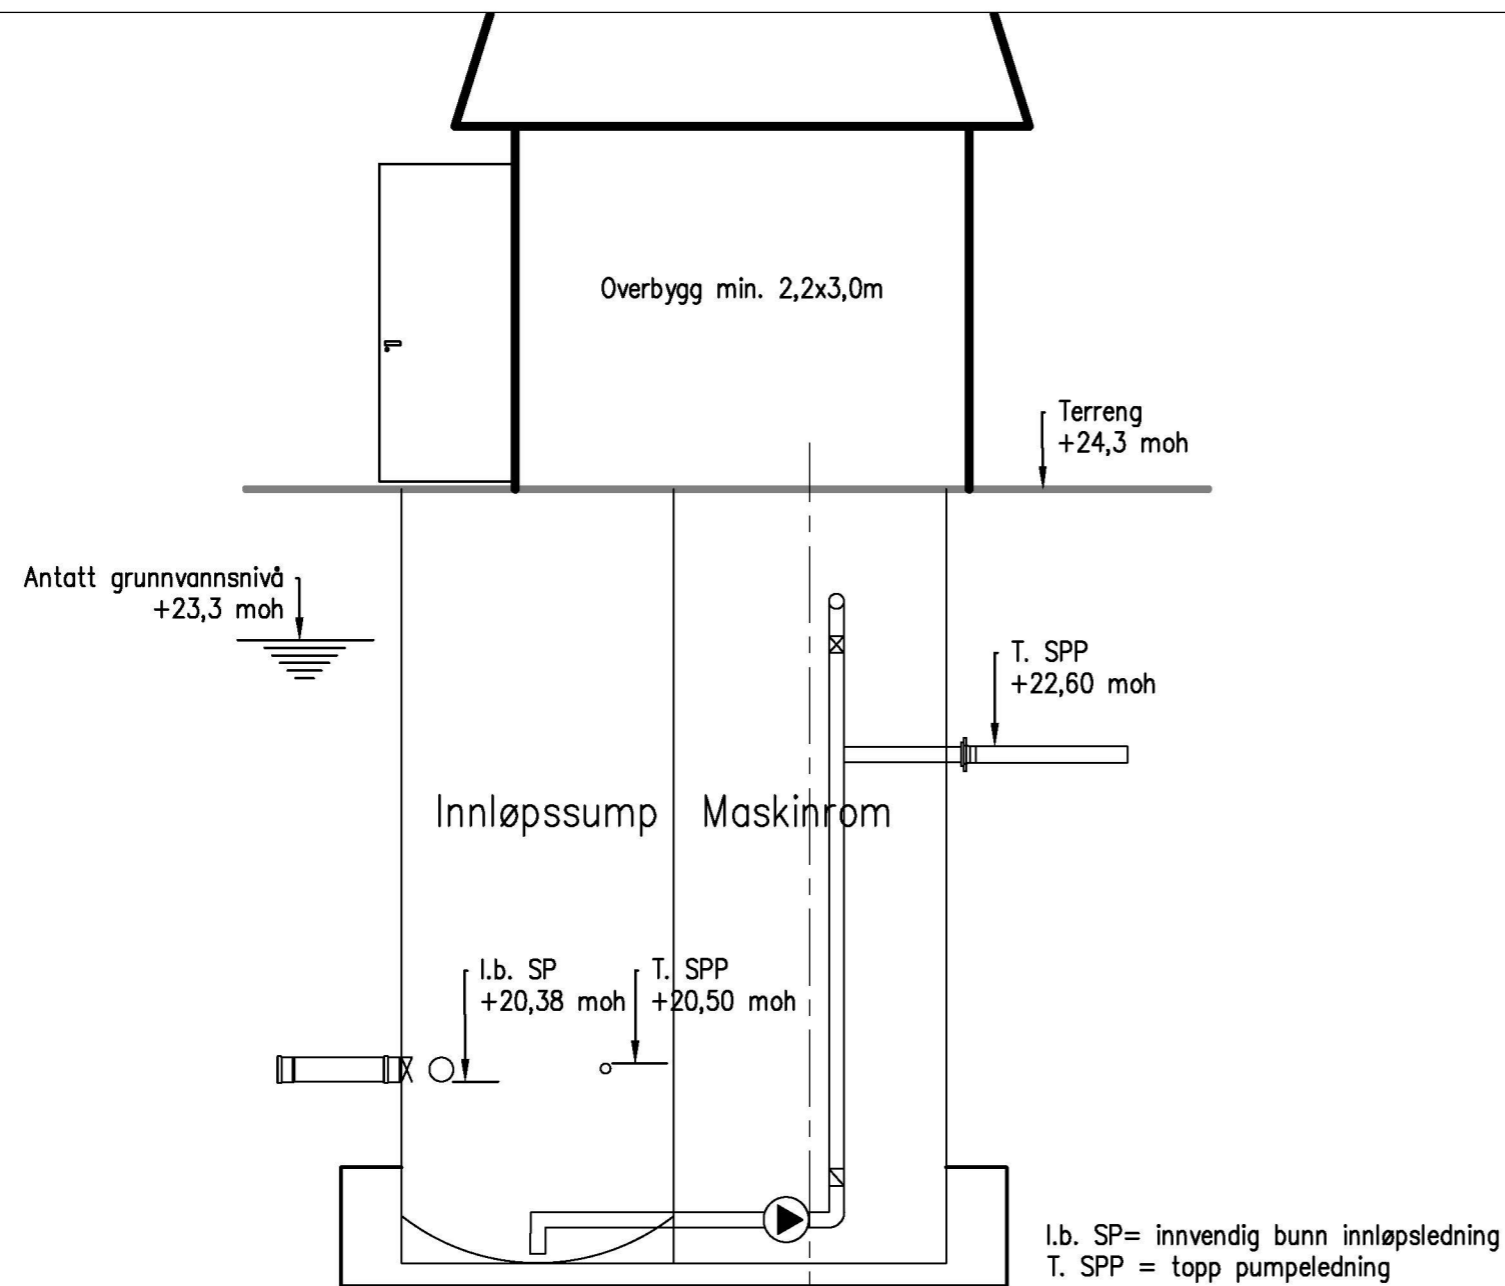 Overbygg min. 2,2x3,0m
Terreng
+24,3 moh
Antatt grunnvannsnivå
+23,3 moh
T. SPP
+22,60 moh
Innløpssump
Maskinrom
I.b. SP
+20,38 moh
T. SPP
+20,50 moh
I.b. SP= innvendig bunn innløpsledning
T. SPP = topp pumpeledning